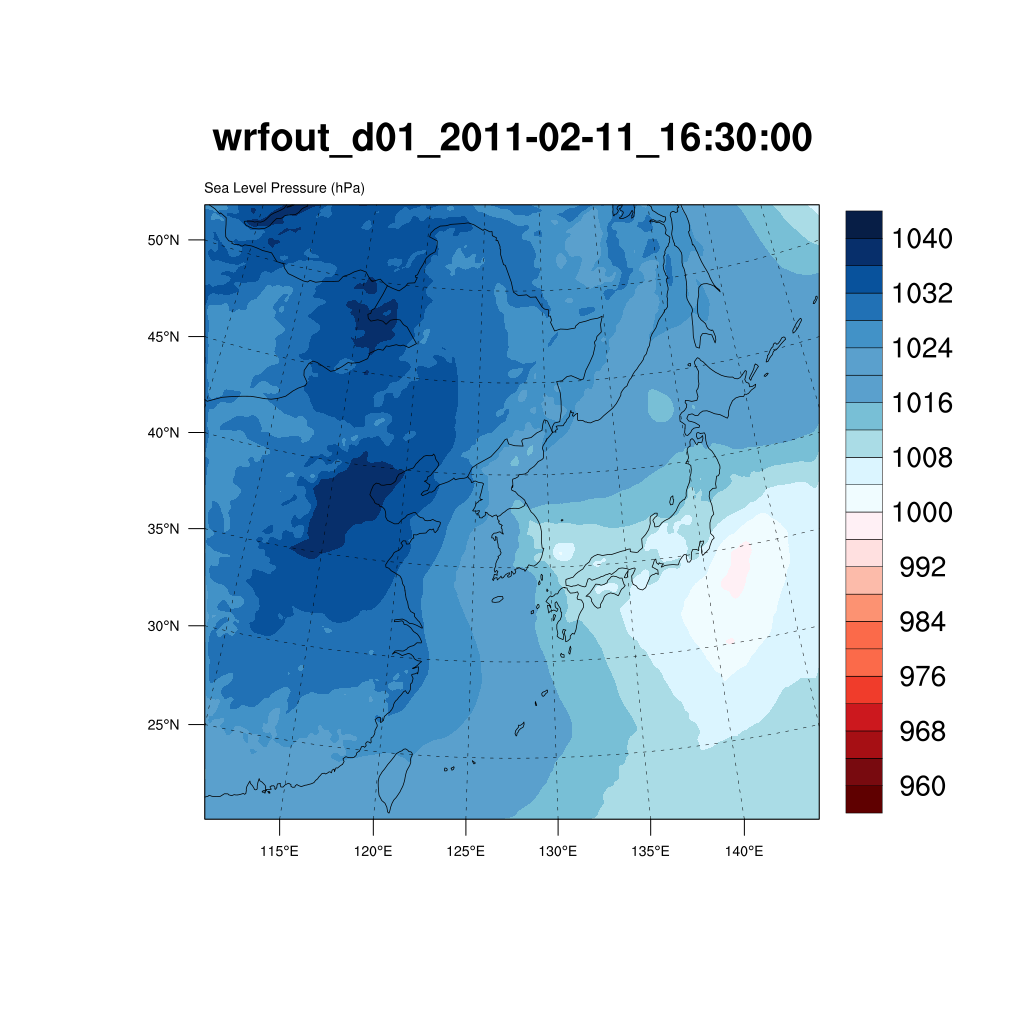 wrfout_d01_2011-02-11_16:30:00
Sea Level Pressure (hPa)
50°N
45°N
40°N
35°N
30°N
25°N
115°E
120°E
125°E
130°E
135°E
140°E
1040
1032
1024
1016
1008
1000
992
984
976
968
960